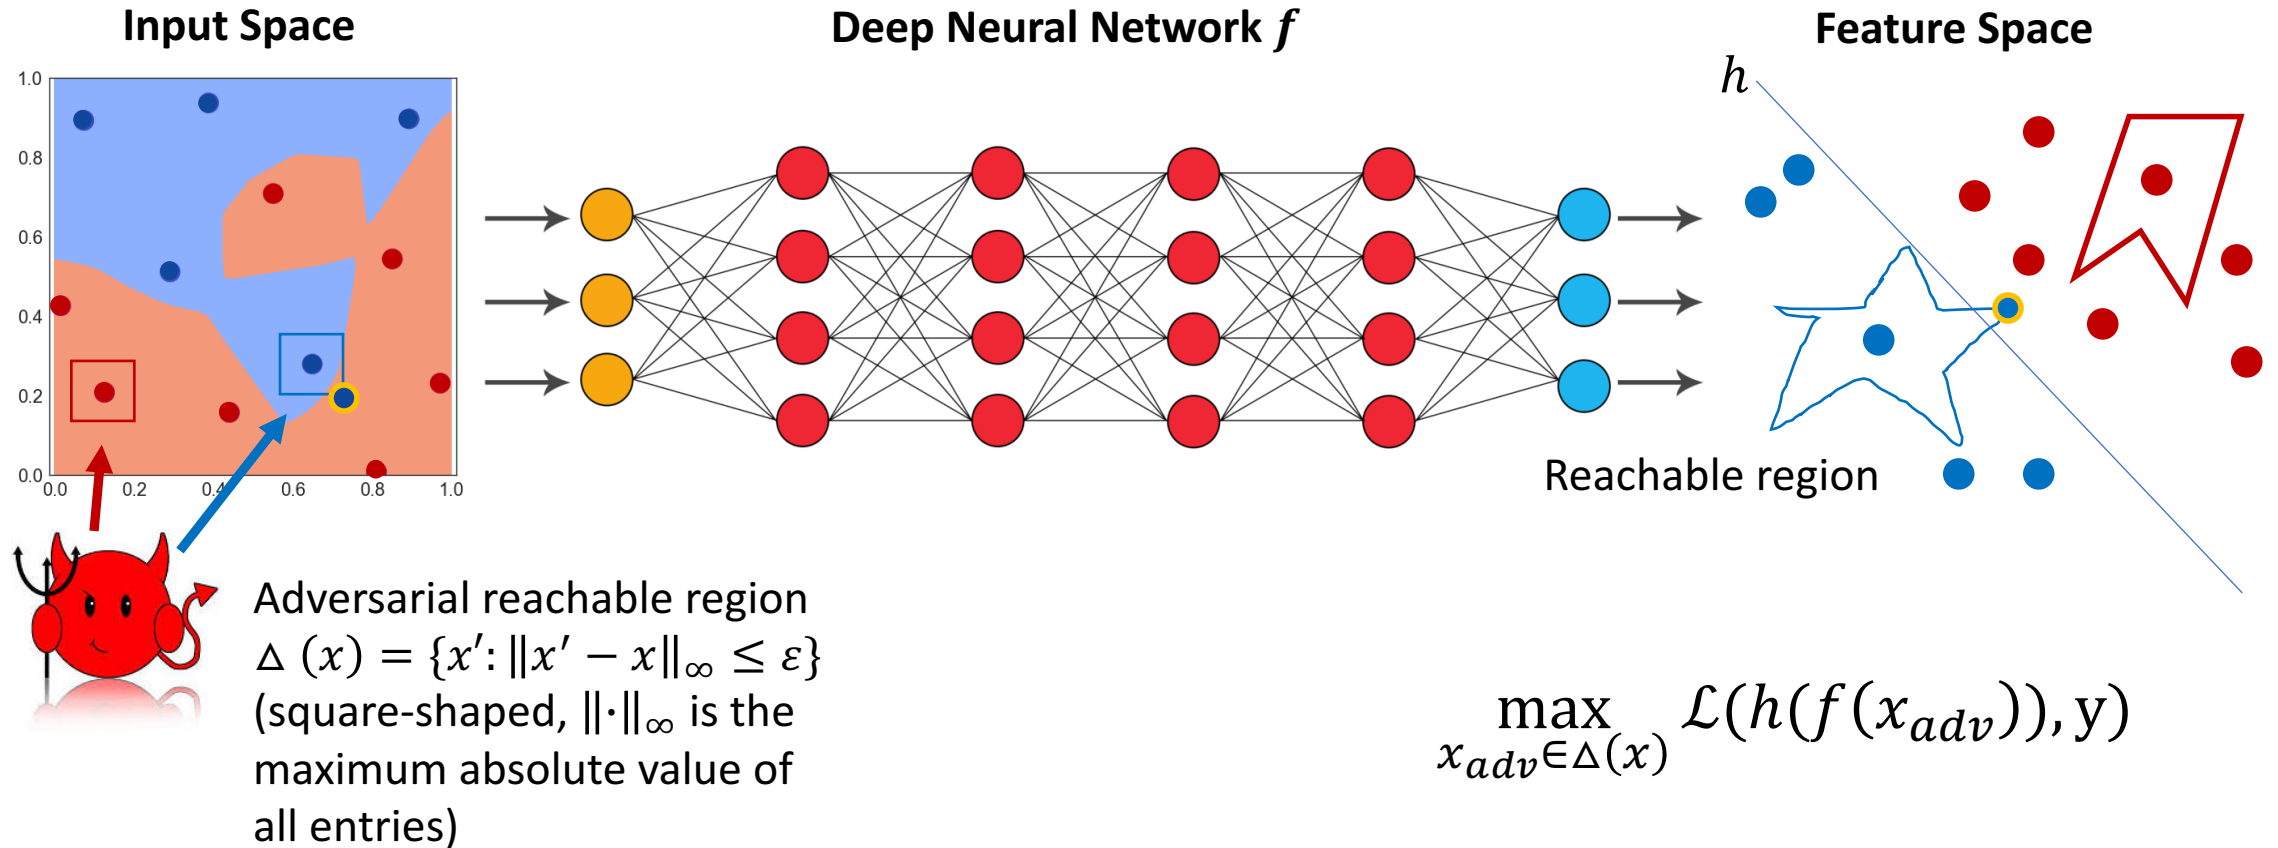 Input Space
Deep Neural Network f
Feature Space
h
1.0
0.8
0.6
0.4
0.2
0.0
0.0 0.2 0.4 0.6 0.8 1.0
Reachable region
Adversarial reachable region
△ (x) = {x′: ‖x′ − x‖∞ ≤ ε}
(square-shaped, ‖·‖∞ is the
maximum absolute value of
all entries)
max ℒ(h(f(x_adv)), y)
x_adv∈△(x)